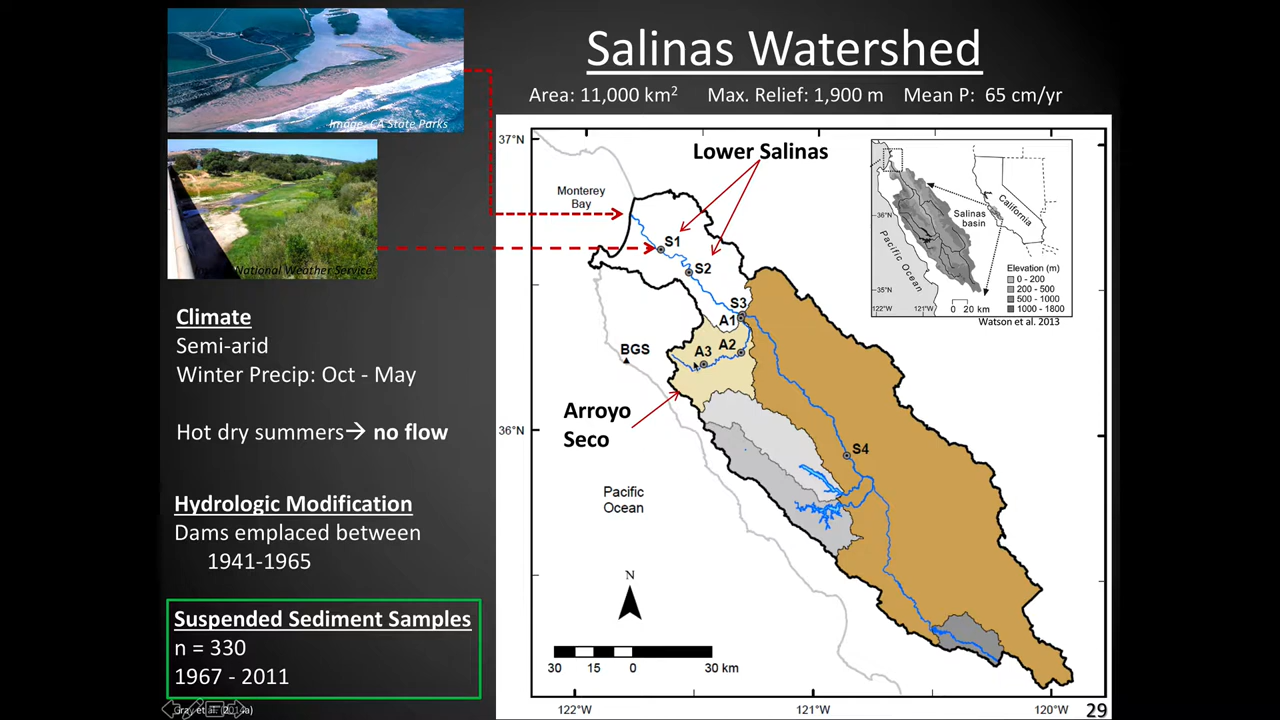 Salinas Watershed
Area: 11,000 km² Max. Relief: 1,900 m Mean P: 65 cm/yr
Image: CA State Parks
National Weather Service
Climate
Semi-arid
Winter Precip: Oct - May
Hot dry summers→ no flow
Hydrologic Modification
Dams emplaced between
1941-1965
Suspended Sediment Samples
n = 330
1967 - 2011
Gray et al. (2014a)
37°N
36°N
122°W
121°W
120°W
Lower Salinas
Monterey
Bay
S1
S2
S3
A1
A2
A3
BGS
Arroyo
Seco
S4
Pacific
Ocean
N
30 15 0 30 km
California
Salinas
basin
Pacific Ocean
36°N
35°N
122°W
121°W
Elevation (m)
0 - 200
200 - 500
500 - 1000
1000 - 1800
0 20 km
Watson et al. 2013
29